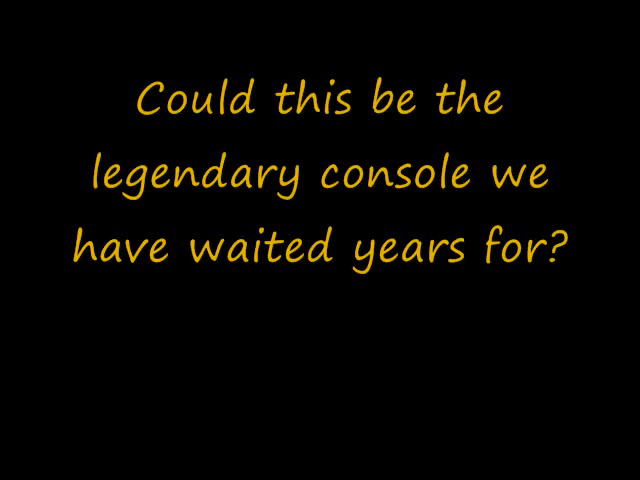 Could this be the
legendary console we
have waited years for?